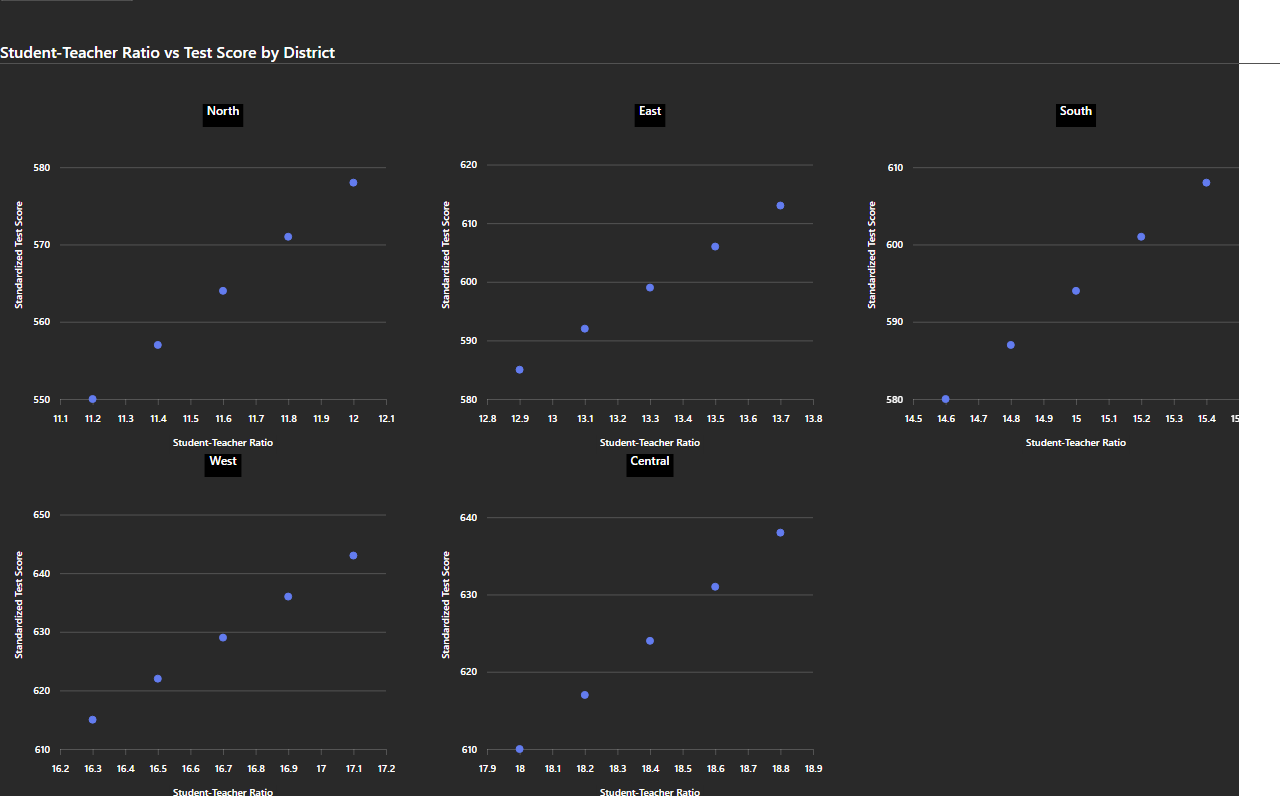 Student-Teacher Ratio vs Test Score by District
North
580
570
560
550
Standardized Test Score
11.1 11.2 11.3 11.4 11.5 11.6 11.7 11.8 11.9 12 12.1
Student-Teacher Ratio
East
620
610
600
590
580
Standardized Test Score
12.8 12.9 13 13.1 13.2 13.3 13.4 13.5 13.6 13.7 13.8
Student-Teacher Ratio
South
610
600
590
580
Standardized Test Score
14.5 14.6 14.7 14.8 14.9 15 15.1 15.2 15.3 15.4
Student-Teacher Ratio
West
650
640
630
620
610
Standardized Test Score
16.2 16.3 16.4 16.5 16.6 16.7 16.8 16.9 17 17.1 17.2
Student-Teacher Ratio
Central
640
630
620
610
Standardized Test Score
17.9 18 18.1 18.2 18.3 18.4 18.5 18.6 18.7 18.8 18.9
Student-Teacher Ratio